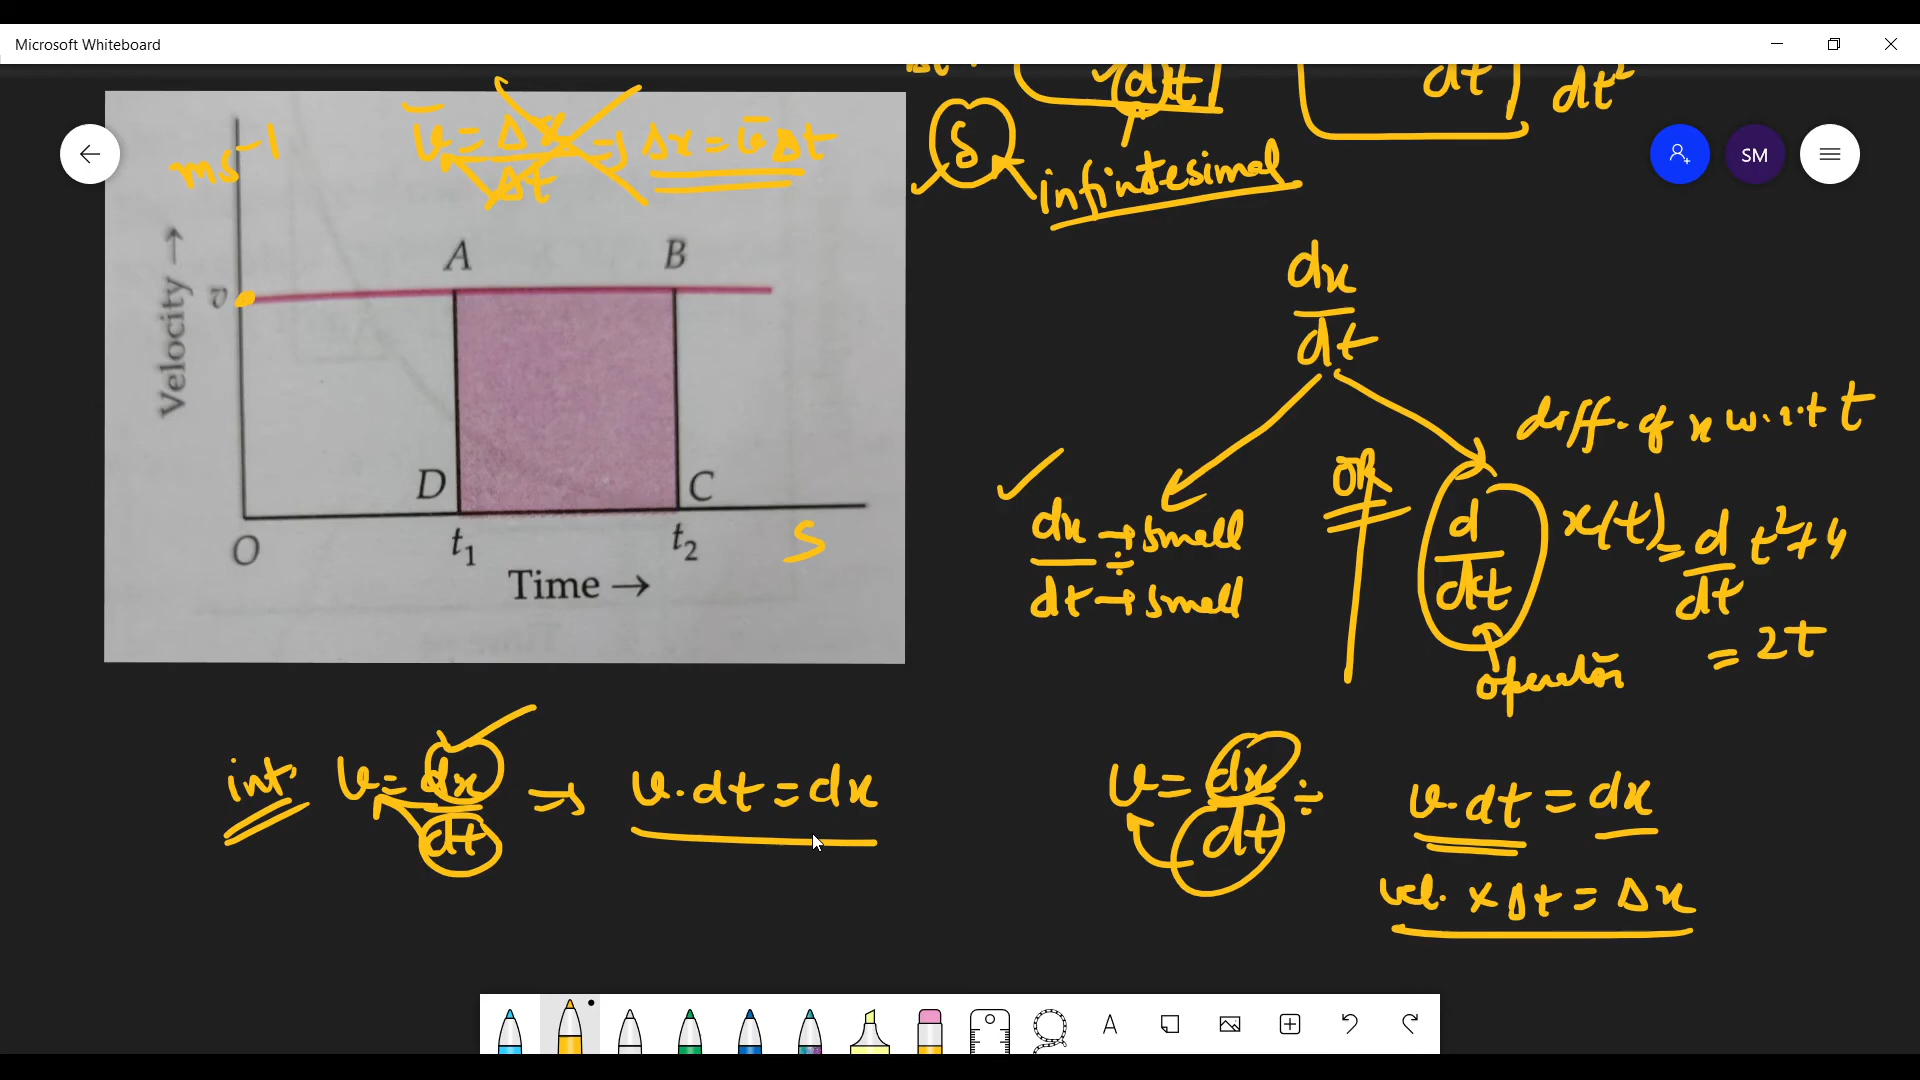 Microsoft Whiteboard
SM
ms⁻¹
v̄ = Δx/Δt ⇒ Δx = v̄ Δt
Velocity →
v
A
B
D
C
O
t₁
t₂
S
Time →
dt
dt²
δ
infintesimal
dx/dt
diff. of x w.r.t t
dx → small
÷
dt → small
OR
d/dt
operator
x(t) = d/dt t² + 4
= 2t
int. v = dx/dt ⇒ v·dt = dx
v = dx/dt ÷
v·dt = dx
vel. × Δt = Δx
A